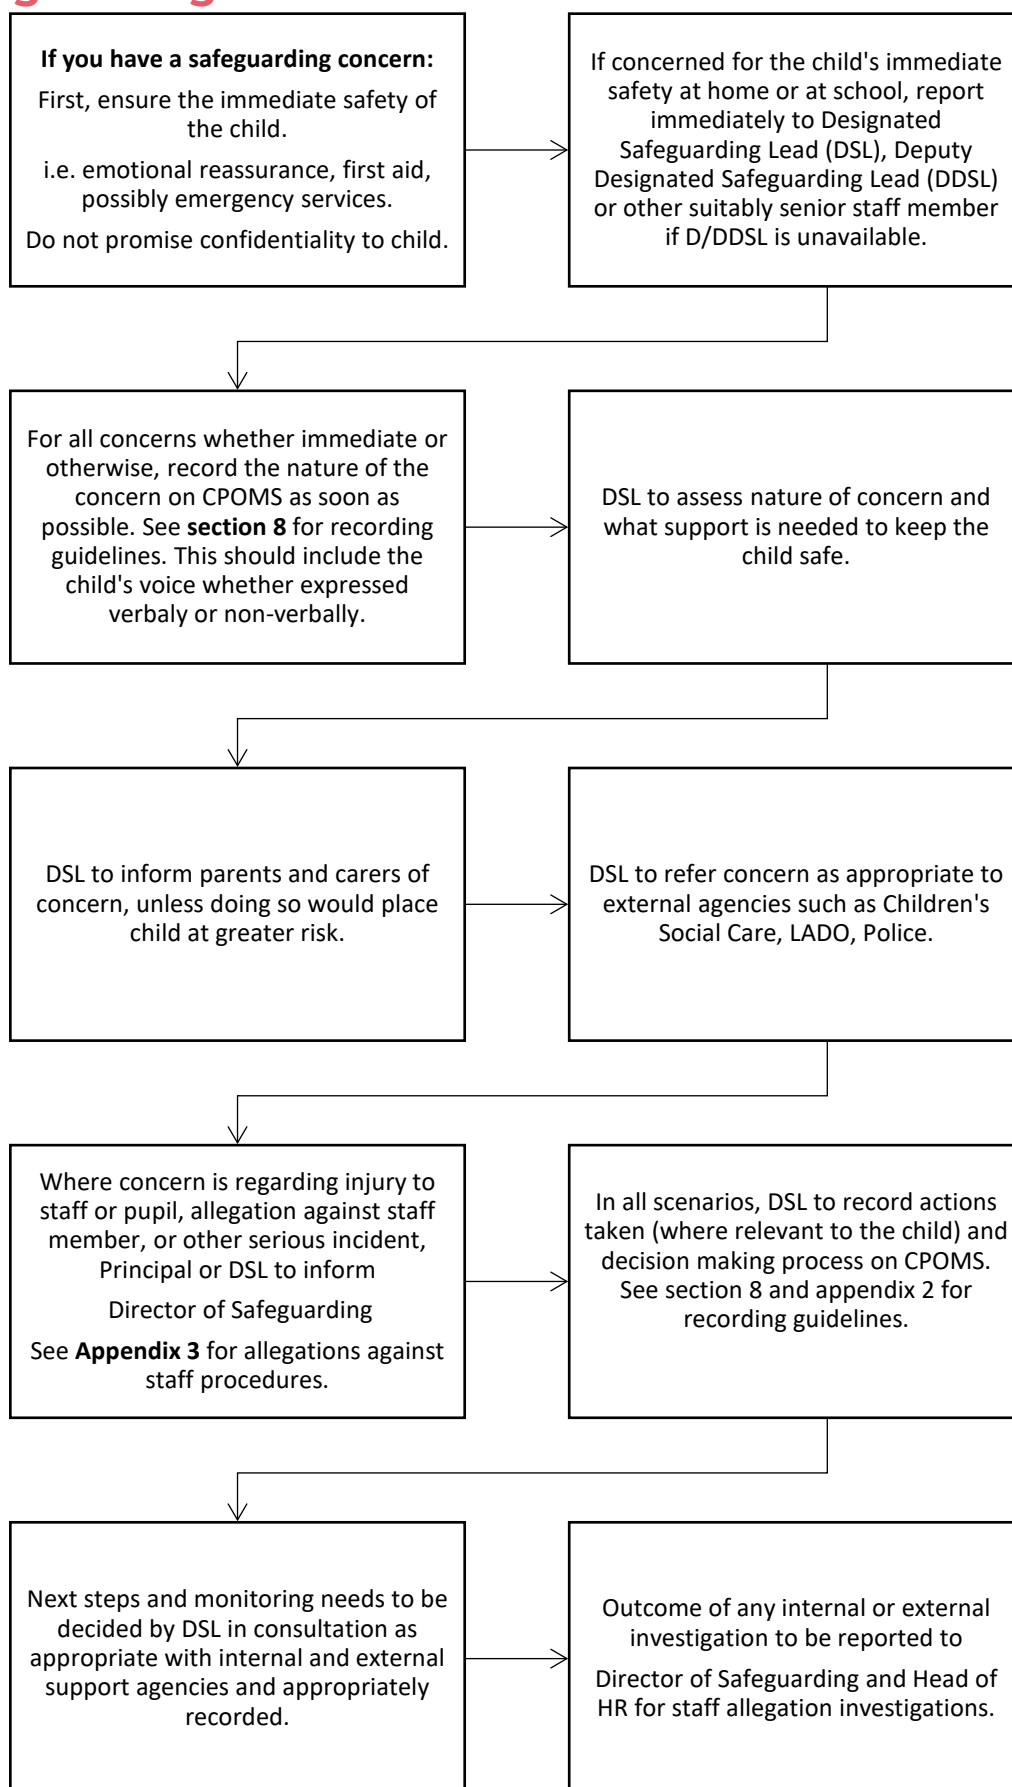 If you have a safeguarding concern:
First, ensure the immediate safety of
the child.
i.e. emotional reassurance, first aid,
possibly emergency services.
Do not promise confidentiality to child.
If concerned for the child's immediate
safety at home or at school, report
immediately to Designated
Safeguarding Lead (DSL), Deputy
Designated Safeguarding Lead (DDSL)
or other suitably senior staff member
if D/DDSL is unavailable.
For all concerns whether immediate or
otherwise, record the nature of the
concern on CPOMS as soon as
possible. See section 8 for recording
guidelines. This should include the
child's voice whether expressed
verbaly or non-verbally.
DSL to assess nature of concern and
what support is needed to keep the
child safe.
DSL to inform parents and carers of
concern, unless doing so would place
child at greater risk.
DSL to refer concern as appropriate to
external agencies such as Children's
Social Care, LADO, Police.
Where concern is regarding injury to
staff or pupil, allegation against staff
member, or other serious incident,
Principal or DSL to inform
Director of Safeguarding
See Appendix 3 for allegations against
staff procedures.
In all scenarios, DSL to record actions
taken (where relevant to the child) and
decision making process on CPOMS.
See section 8 and appendix 2 for
recording guidelines.
Next steps and monitoring needs to be
decided by DSL in consultation as
appropriate with internal and external
support agencies and appropriately
recorded.
Outcome of any internal or external
investigation to be reported to
Director of Safeguarding and Head of
HR for staff allegation investigations.